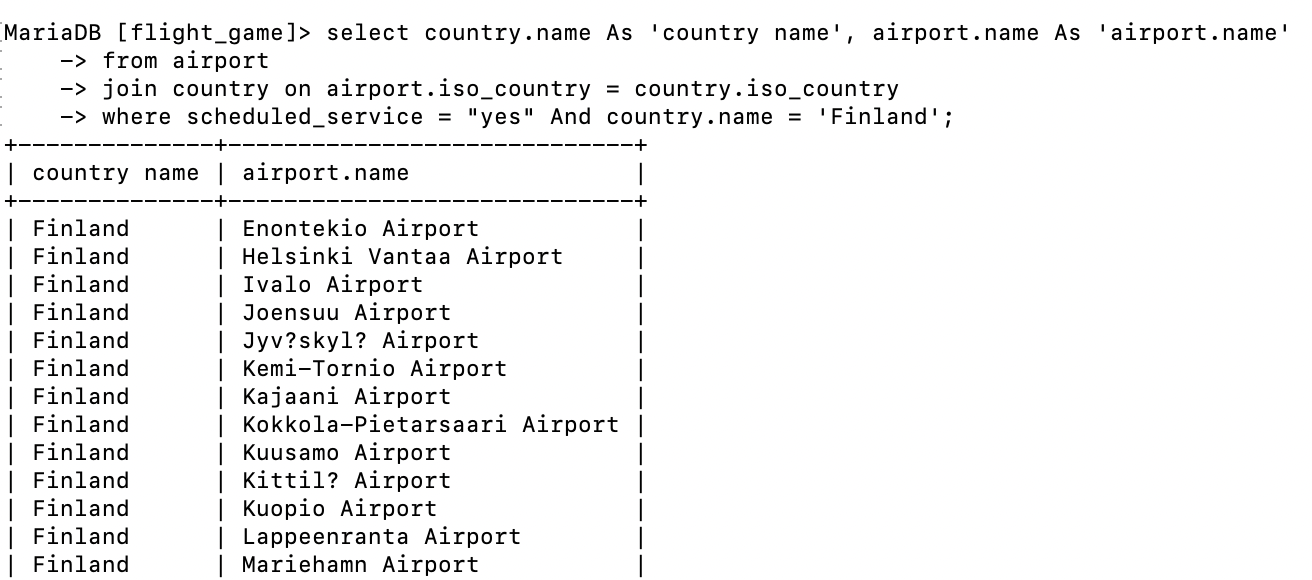 MariaDB [flight_game]> select country.name As 'country name', airport.name As 'airport.name'
    -> from airport
    -> join country on airport.iso_country = country.iso_country
    -> where scheduled_service = "yes" And country.name = 'Finland';
+--------------+-----------------------------+
| country name | airport.name                |
+--------------+-----------------------------+
| Finland      | Enontekio Airport           |
| Finland      | Helsinki Vantaa Airport     |
| Finland      | Ivalo Airport               |
| Finland      | Joensuu Airport             |
| Finland      | Jyv?skyl? Airport           |
| Finland      | Kemi-Tornio Airport         |
| Finland      | Kajaani Airport             |
| Finland      | Kokkola-Pietarsaari Airport |
| Finland      | Kuusamo Airport             |
| Finland      | Kittil? Airport             |
| Finland      | Kuopio Airport              |
| Finland      | Lappeenranta Airport        |
| Finland      | Mariehamn Airport           |